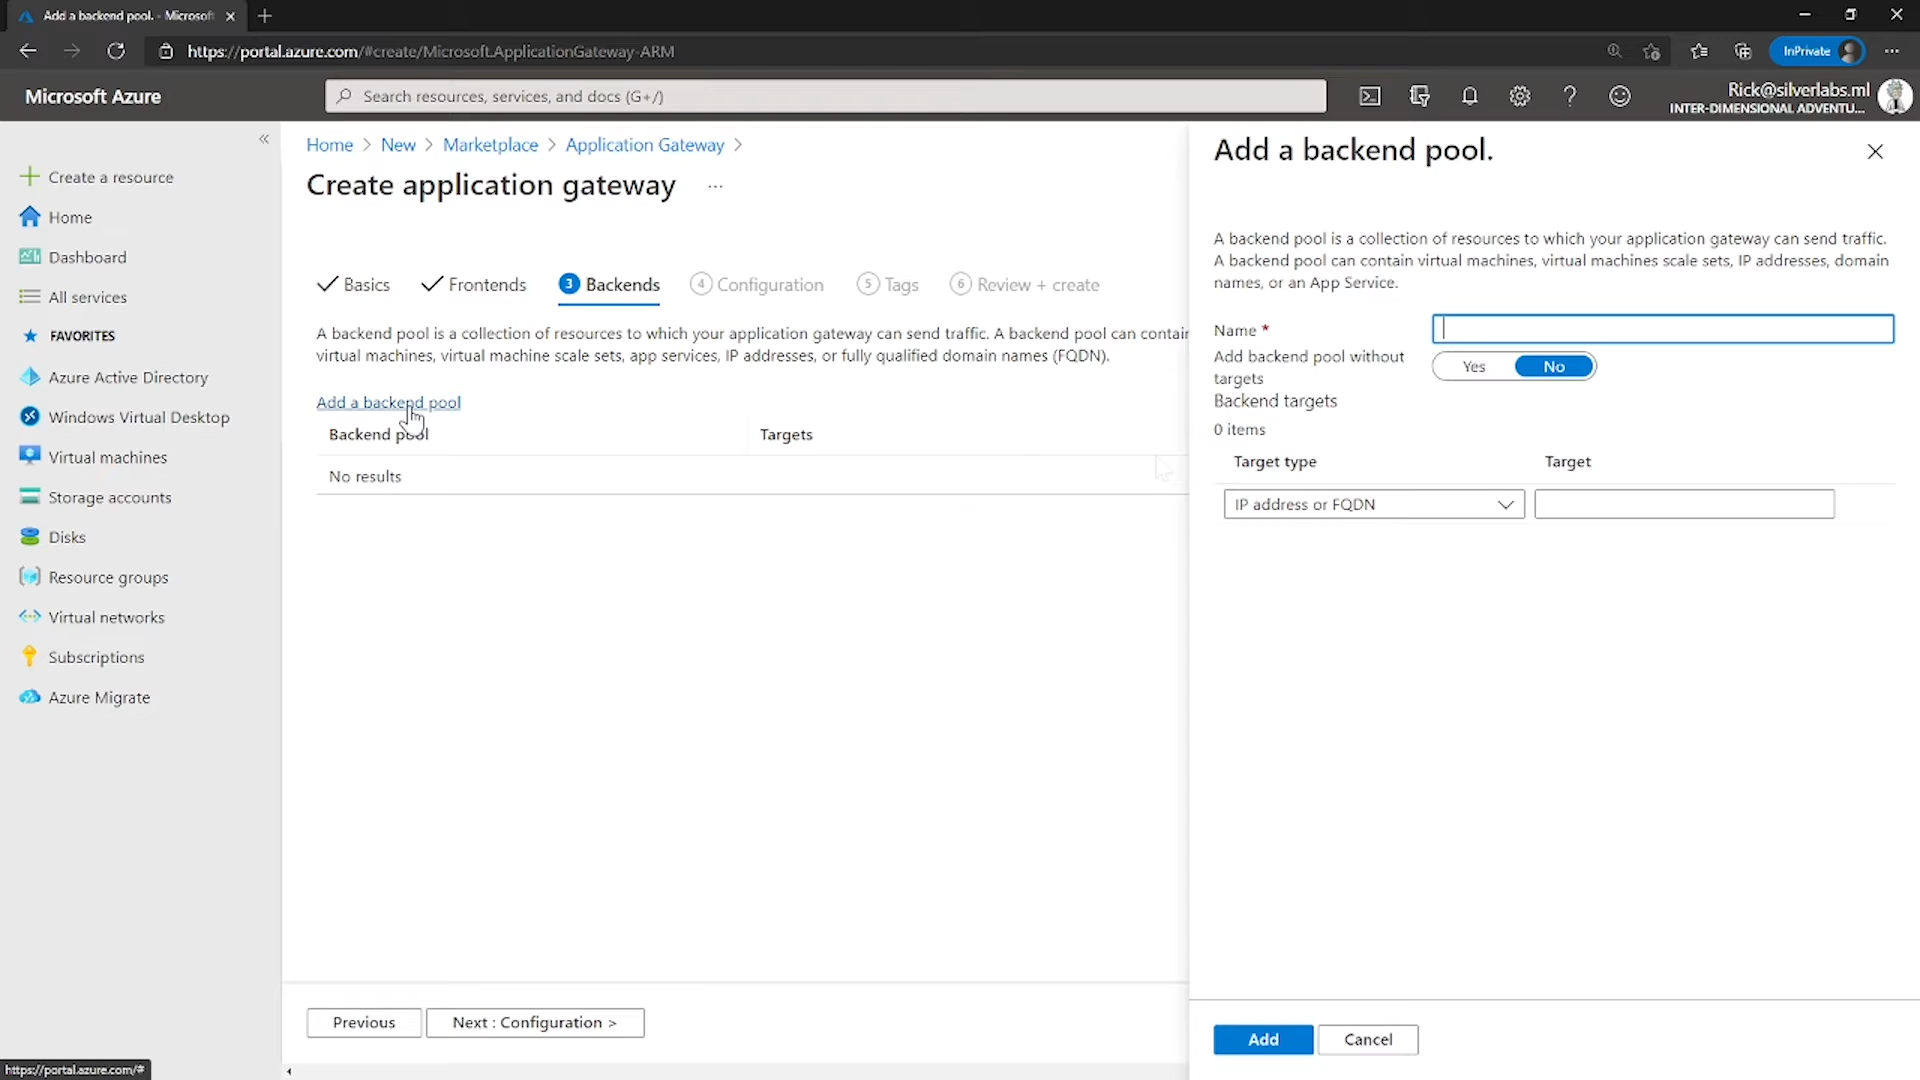 Add a backend pool. - Microsoft
https://portal.azure.com/#create/Microsoft.ApplicationGateway-ARM
InPrivate
Microsoft Azure
Search resources, services, and docs (G+/)
Rick@silverlabs.ml
INTER-DIMENSIONAL ADVENTU...
Create a resource
Home
Dashboard
All services
FAVORITES
Azure Active Directory
Windows Virtual Desktop
Virtual machines
Storage accounts
Disks
Resource groups
Virtual networks
Subscriptions
Azure Migrate
Home > New > Marketplace > Application Gateway >
Create application gateway ...
Basics
Frontends
3 Backends
4 Configuration
5 Tags
6 Review + create
A backend pool is a collection of resources to which your application gateway can send traffic. A backend pool can contain
virtual machines, virtual machine scale sets, app services, IP addresses, or fully qualified domain names (FQDN).
Add a backend pool
Backend pool
Targets
No results
Previous
Next : Configuration >
Add a backend pool.
A backend pool is a collection of resources to which your application gateway can send traffic.
A backend pool can contain virtual machines, virtual machines scale sets, IP addresses, domain
names, or an App Service.
Name *
Add backend pool without
targets
Yes
No
Backend targets
0 items
Target type
Target
IP address or FQDN
Add
Cancel
https://portal.azure.com/#